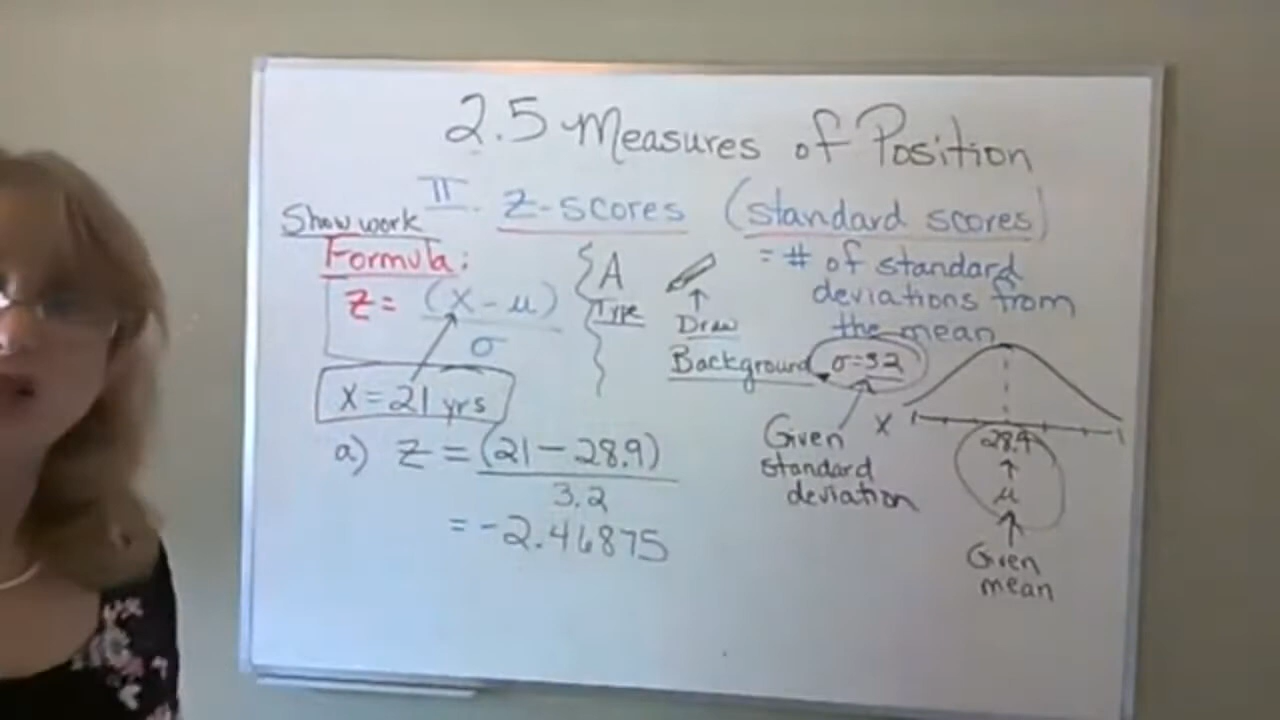 2.5 Measures of Position
II. Z-scores (standard scores)
= # of standard
deviations from
the mean
Show work
Formula:
Z = (X - μ)
σ
A
Type
Draw
Background
σ=3.2
X = 21 yrs
a) Z = (21 - 28.9)
3.2
= -2.46875
Given
standard
deviation
X
28.9
μ
Given
mean